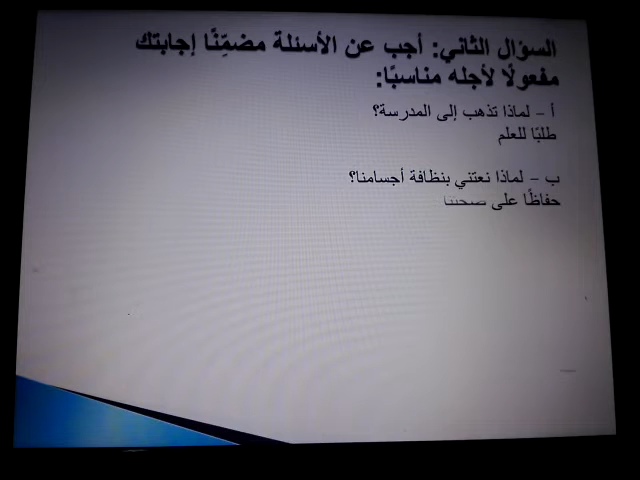 السؤال الثاني: أجب عن الأسئلة مضمِّنًا إجابتك
مفعولًا لأجله مناسبًا:
أ – لماذا تذهب إلى المدرسة؟
طلبًا للعلم
ب – لماذا نعتني بنظافة أجسامنا؟
حفاظًا على صحتنا